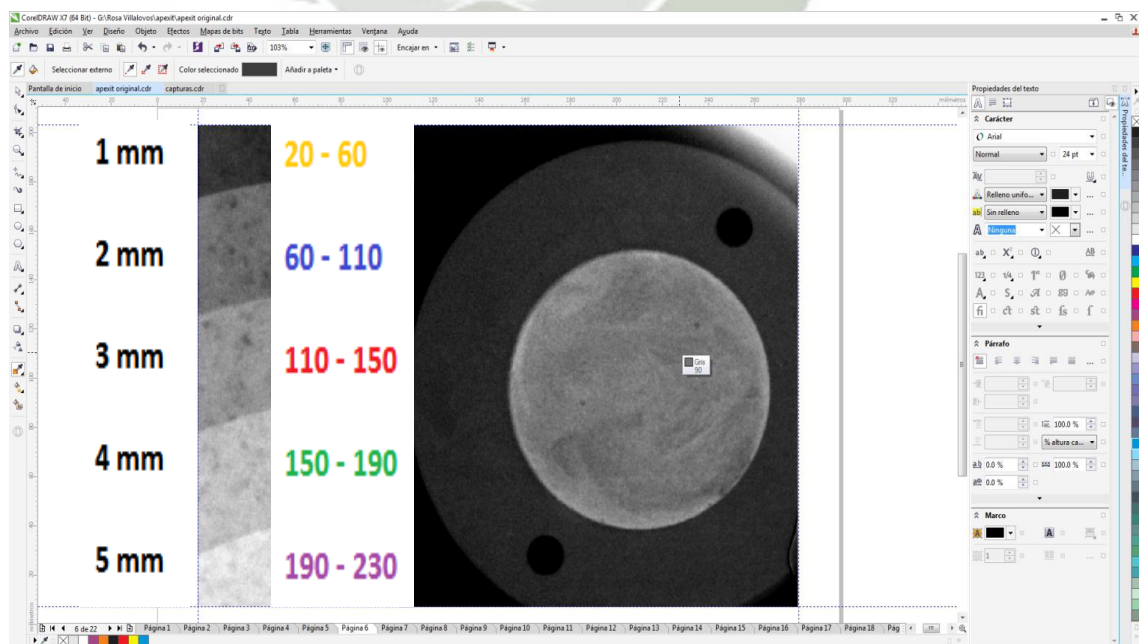 CorelDRAW X7 (64 Bit) - G:\Rosa Villalovos\apexit\apexit original.cdr
Archivo Edición Ver Diseño Objeto Efectos Mapas de bits Texto Tabla Herramientas Ventana Ayuda
103% Encajar en
Seleccionar externo Color seleccionado Añadir a paleta
Pantalla de inicio apexit original.cdr capturas.cdr
milímetros
1 mm 20 - 60
2 mm 60 - 110
3 mm 110 - 150
4 mm 150 - 190
5 mm 190 - 230
Gris
90
Propiedades del texto
Carácter
Arial
Normal 24 pt
Relleno unifo...
Sin relleno
Ninguna
Párrafo
100.0 %
% altura ca...
0.0 % 100.0 %
0.0 %
Marco
1
Propiedades del te...
6 de 22 Página 1 Página 2 Página 3 Página 4 Página 5 Página 6 Página 7 Página 8 Página 9 Página 10 Página 11 Página 12 Página 13 Página 14 Página 15 Página 16 Página 17 Página 18 Pág